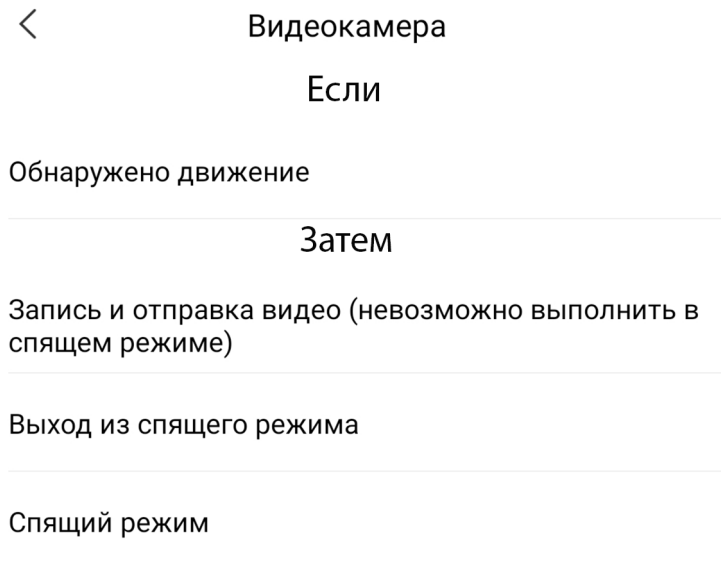 Видеокамера
Если
Обнаружено движение
Затем
Запись и отправка видео (невозможно выполнить в
спящем режиме)
Выход из спящего режима
Спящий режим